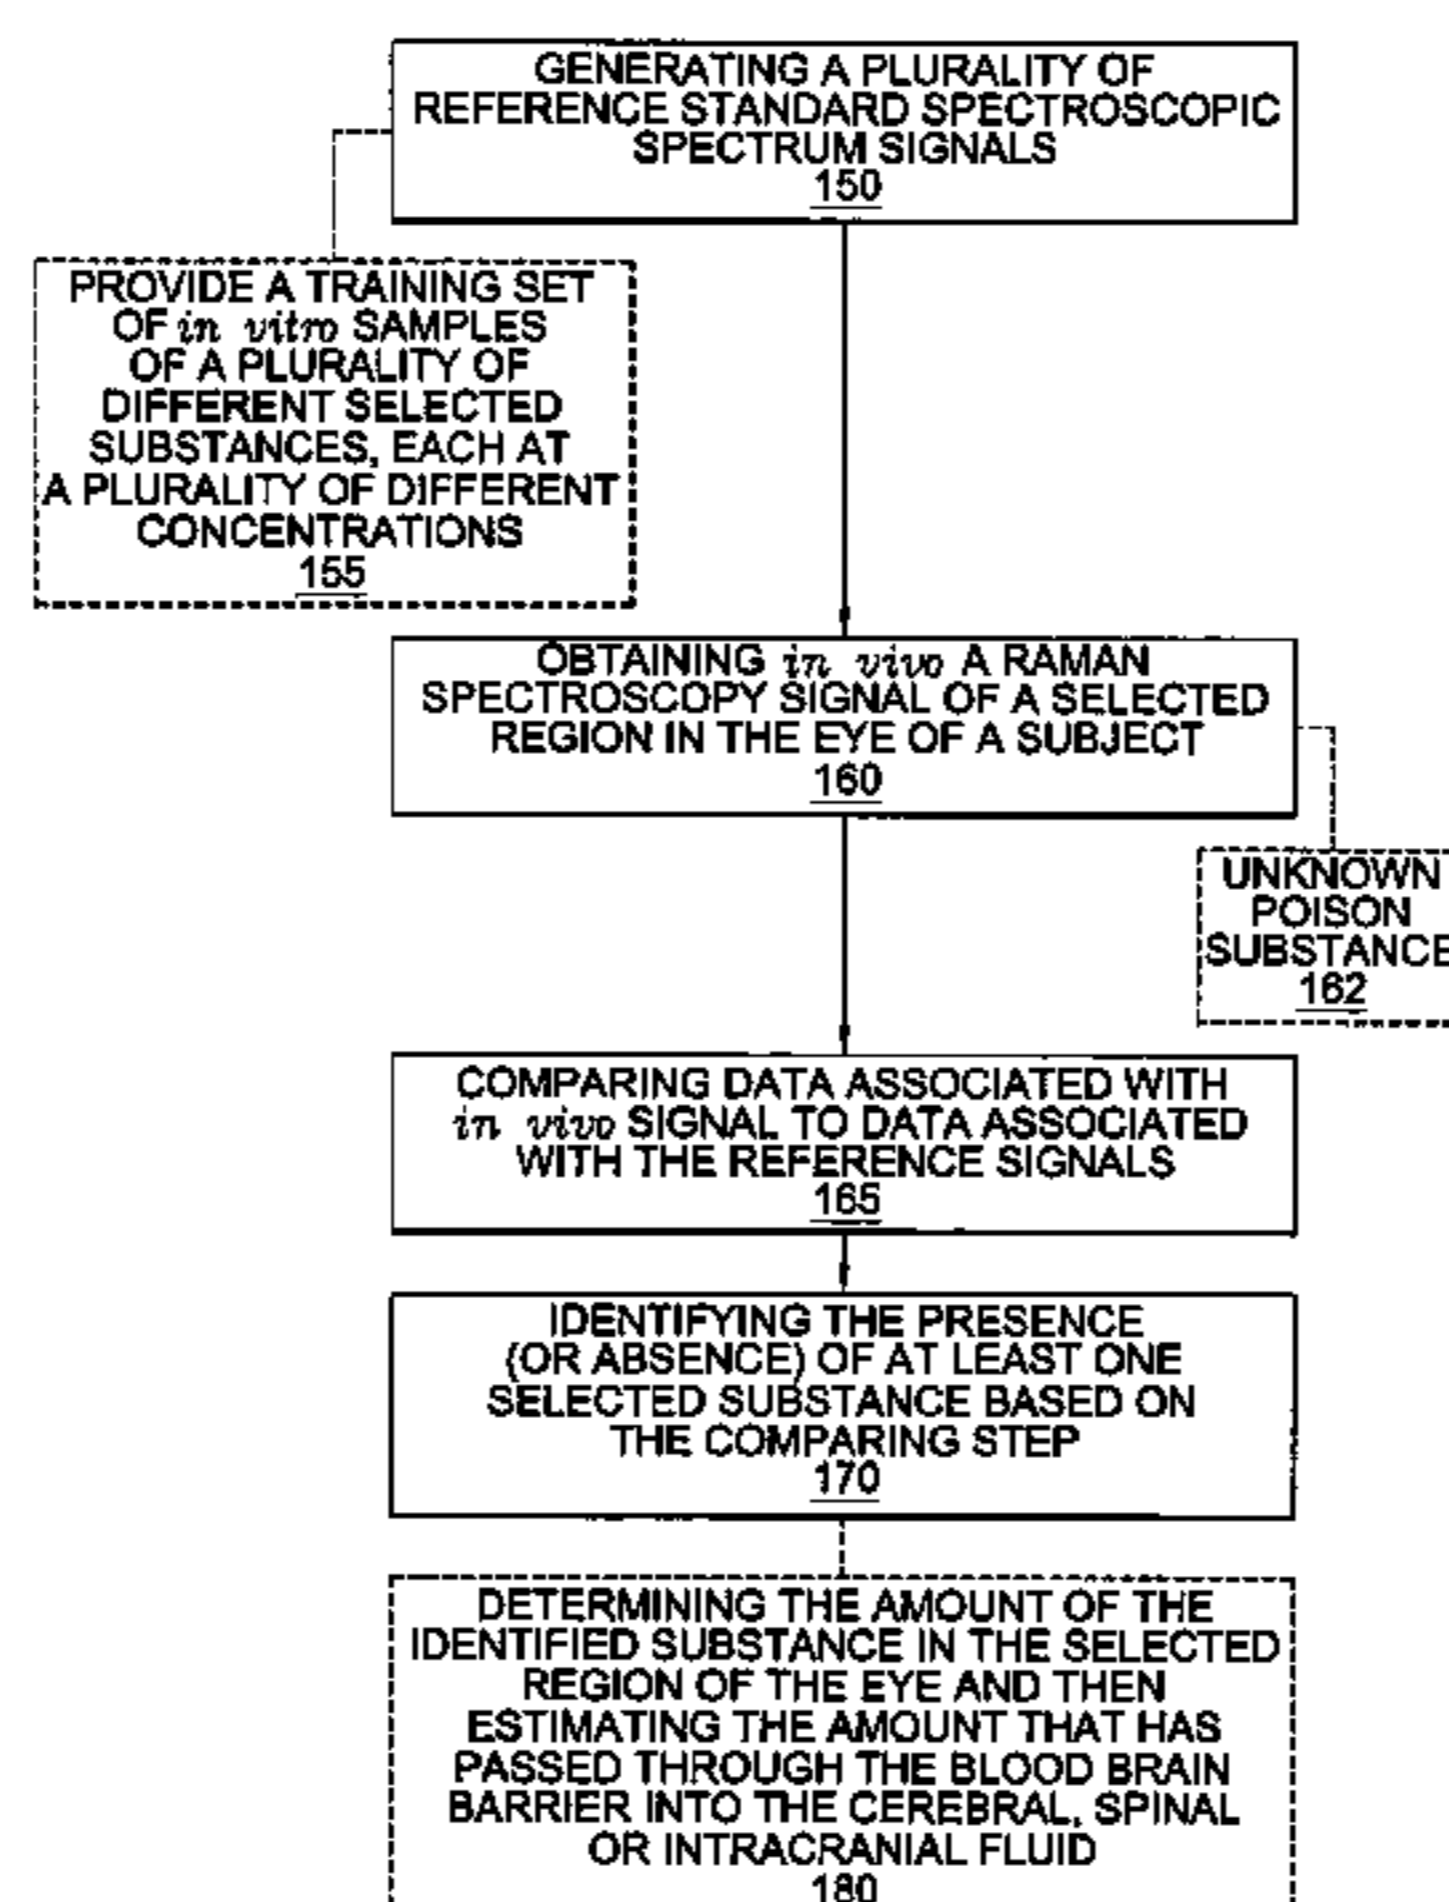 GENERATING A PLURALITY OF
REFERENCE STANDARD SPECTROSCOPIC
SPECTRUM SIGNALS
150
PROVIDE A TRAINING SET
OF in vitro SAMPLES
OF A PLURALITY OF
DIFFERENT SELECTED
SUBSTANCES, EACH AT
A PLURALITY OF DIFFERENT
CONCENTRATIONS
155
OBTAINING in vivo A RAMAN
SPECTROSCOPY SIGNAL OF A SELECTED
REGION IN THE EYE OF A SUBJECT
160
UNKNOWN
POISON
SUBSTANCE
162
COMPARING DATA ASSOCIATED WITH
in vivo SIGNAL TO DATA ASSOCIATED
WITH THE REFERENCE SIGNALS
165
IDENTIFYING THE PRESENCE
(OR ABSENCE) OF AT LEAST ONE
SELECTED SUBSTANCE BASED ON
THE COMPARING STEP
170
DETERMINING THE AMOUNT OF THE
IDENTIFIED SUBSTANCE IN THE SELECTED
REGION OF THE EYE AND THEN
ESTIMATING THE AMOUNT THAT HAS
PASSED THROUGH THE BLOOD BRAIN
BARRIER INTO THE CEREBRAL, SPINAL
OR INTRACRANIAL FLUID
180